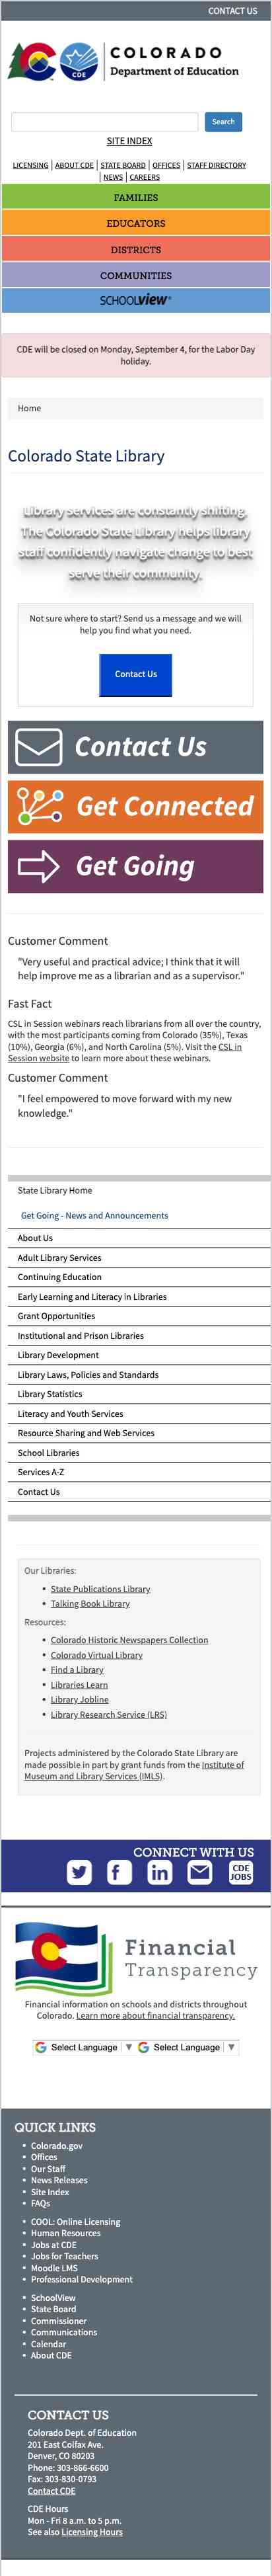 CONTACT US
COLORADO
Department of Education
CDE
Search
SITE INDEX
LICENSING | ABOUT CDE | STATE BOARD | OFFICES | STAFF DIRECTORY
| NEWS | CAREERS
FAMILIES
EDUCATORS
DISTRICTS
COMMUNITIES
SCHOOLVIEW®
CDE will be closed on Monday, September 4, for the Labor Day
holiday.
Home
Colorado State Library
Library services are constantly shifting.
The Colorado State Library helps library
staff confidently navigate change to best
serve their community.
Not sure where to start? Send us a message and we will
help you find what you need.
Contact Us
Contact Us
Get Connected
Get Going
Customer Comment
"Very useful and practical advice; I think that it will
help improve me as a librarian and as a supervisor."
Fast Fact
CSL in Session webinars reach librarians from all over the country,
with the most participants coming from Colorado (35%), Texas
(10%), Georgia (6%), and North Carolina (5%). Visit the CSL in
Session website to learn more about these webinars.
Customer Comment
"I feel empowered to move forward with my new
knowledge."
State Library Home
Get Going - News and Announcements
About Us
Adult Library Services
Continuing Education
Early Learning and Literacy in Libraries
Grant Opportunities
Institutional and Prison Libraries
Library Development
Library Laws, Policies and Standards
Library Statistics
Literacy and Youth Services
Resource Sharing and Web Services
School Libraries
Services A-Z
Contact Us
Our Libraries:
• State Publications Library
• Talking Book Library
Resources:
• Colorado Historic Newspapers Collection
• Colorado Virtual Library
• Find a Library
• Libraries Learn
• Library Jobline
• Library Research Service (LRS)
Projects administered by the Colorado State Library are
made possible in part by grant funds from the Institute of
Museum and Library Services (IMLS).
CONNECT WITH US
CDE
JOBS
Financial
Transparency
Financial information on schools and districts throughout
Colorado. Learn more about financial transparency.
Select Language ▼ Select Language ▼
QUICK LINKS
• Colorado.gov
• Offices
• Our Staff
• News Releases
• Site Index
• FAQs
• COOL: Online Licensing
• Human Resources
• Jobs at CDE
• Jobs for Teachers
• Moodle LMS
• Professional Development
• SchoolView
• State Board
• Commissioner
• Communications
• Calendar
• About CDE
CONTACT US
Colorado Dept. of Education
201 East Colfax Ave.
Denver, CO 80203
Phone: 303-866-6600
Fax: 303-830-0793
Contact CDE
CDE Hours
Mon - Fri 8 a.m. to 5 p.m.
See also Licensing Hours